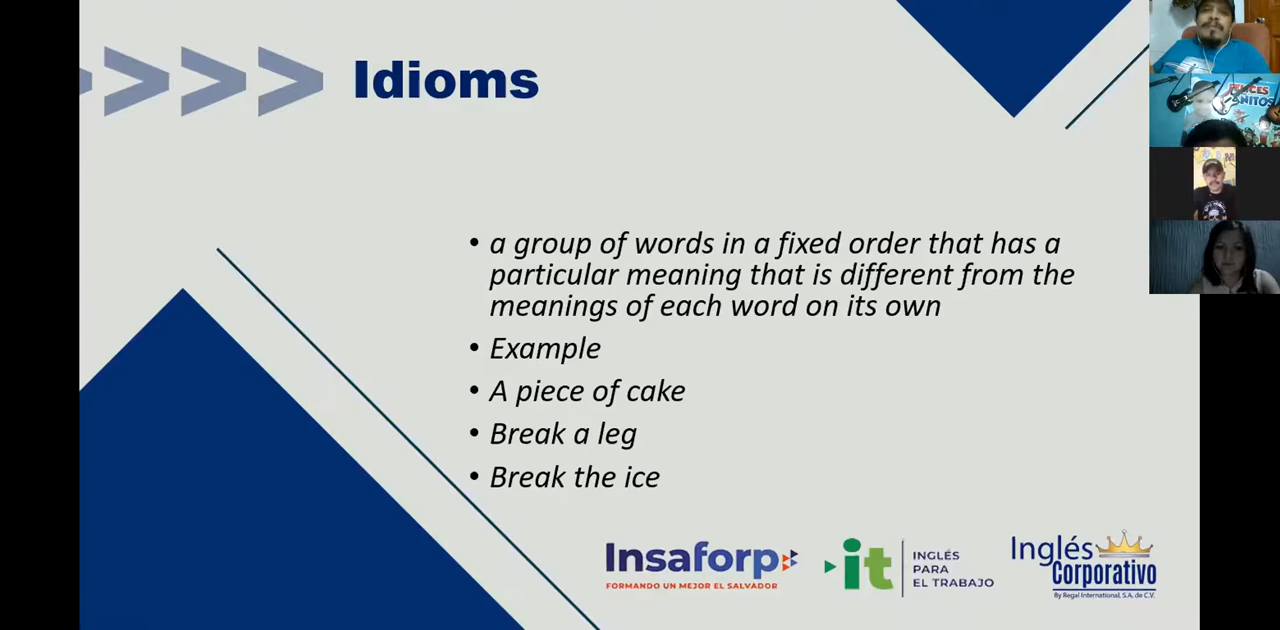 Idioms
• a group of words in a fixed order that has a
particular meaning that is different from the
meanings of each word on its own
• Example
• A piece of cake
• Break a leg
• Break the ice
Insaforp
FORMANDO UN MEJOR EL SALVADOR
it
INGLÉS
PARA
EL TRABAJO
Inglés
Corporativo
By Regal International, S.A. de C.V.